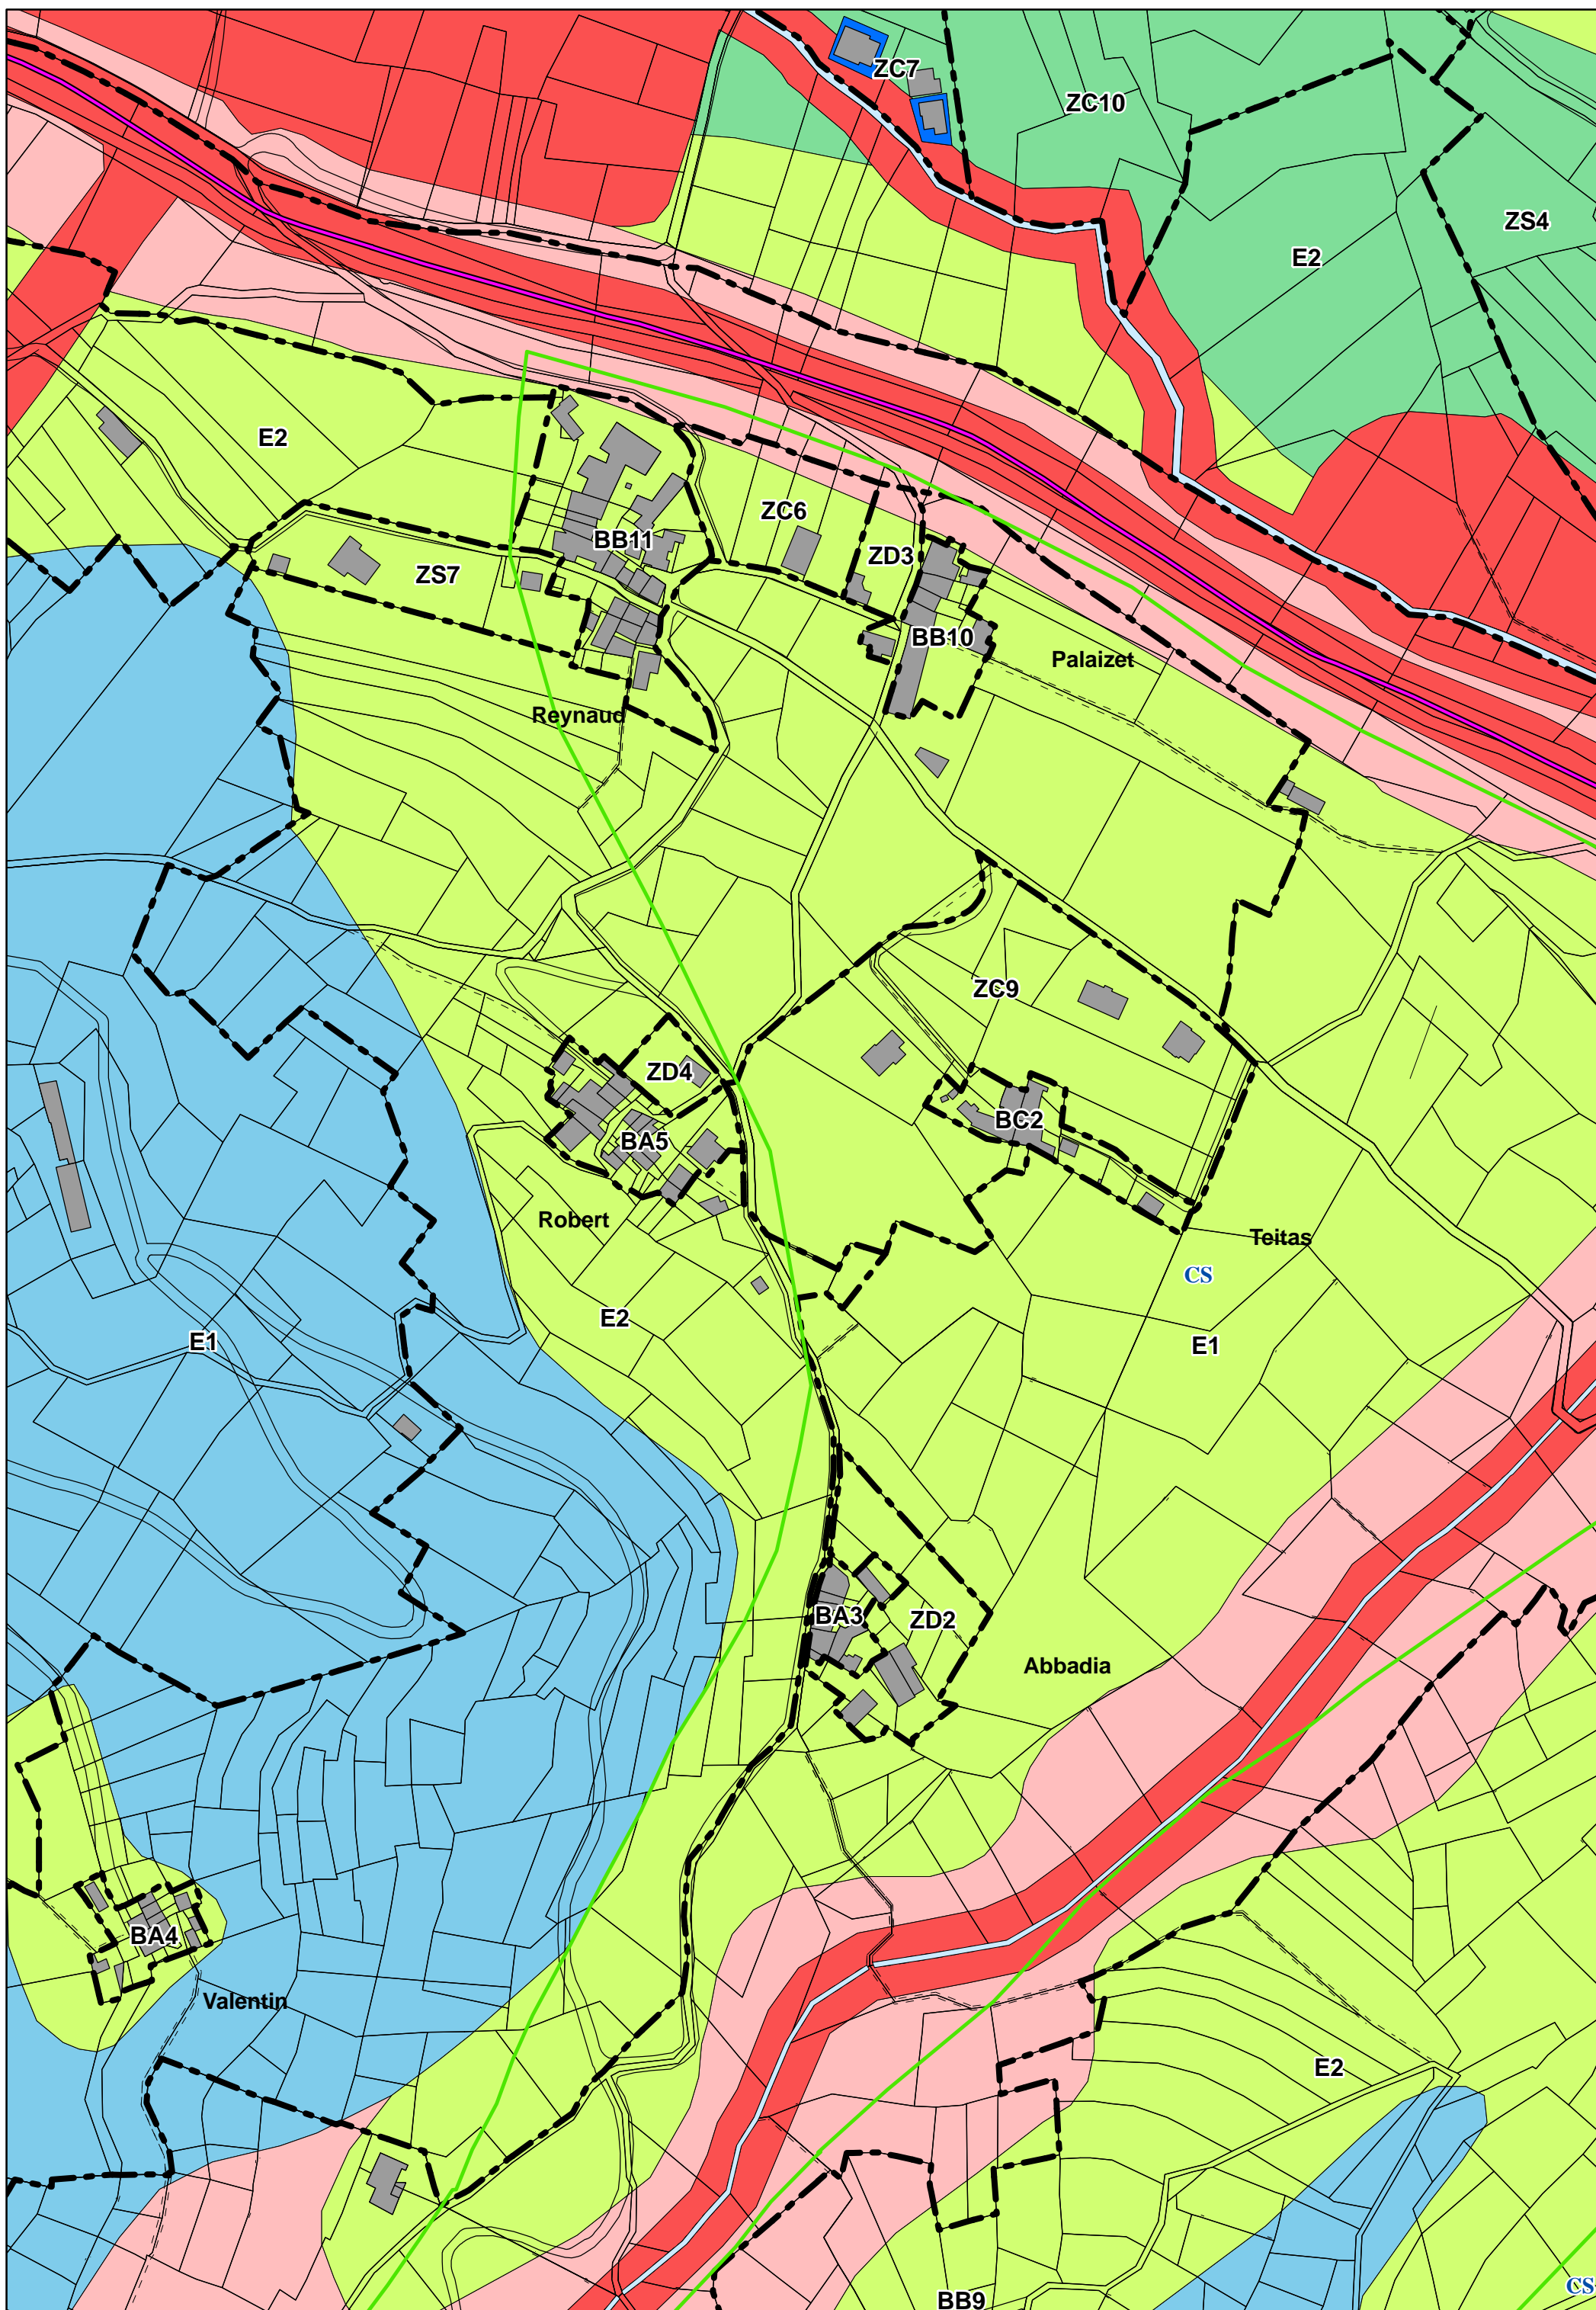 ZC7
ZC10
ZS4
E2
E2
ZC6
BB11
ZD3
ZS7
BB10
Palaizet
Reynaud
ZC9
ZD4
BC2
BA5
Robert
Teitas
CS
E2
E1
E1
BA3
ZD2
Abbadia
BA4
Valentin
E2
CS
BB9